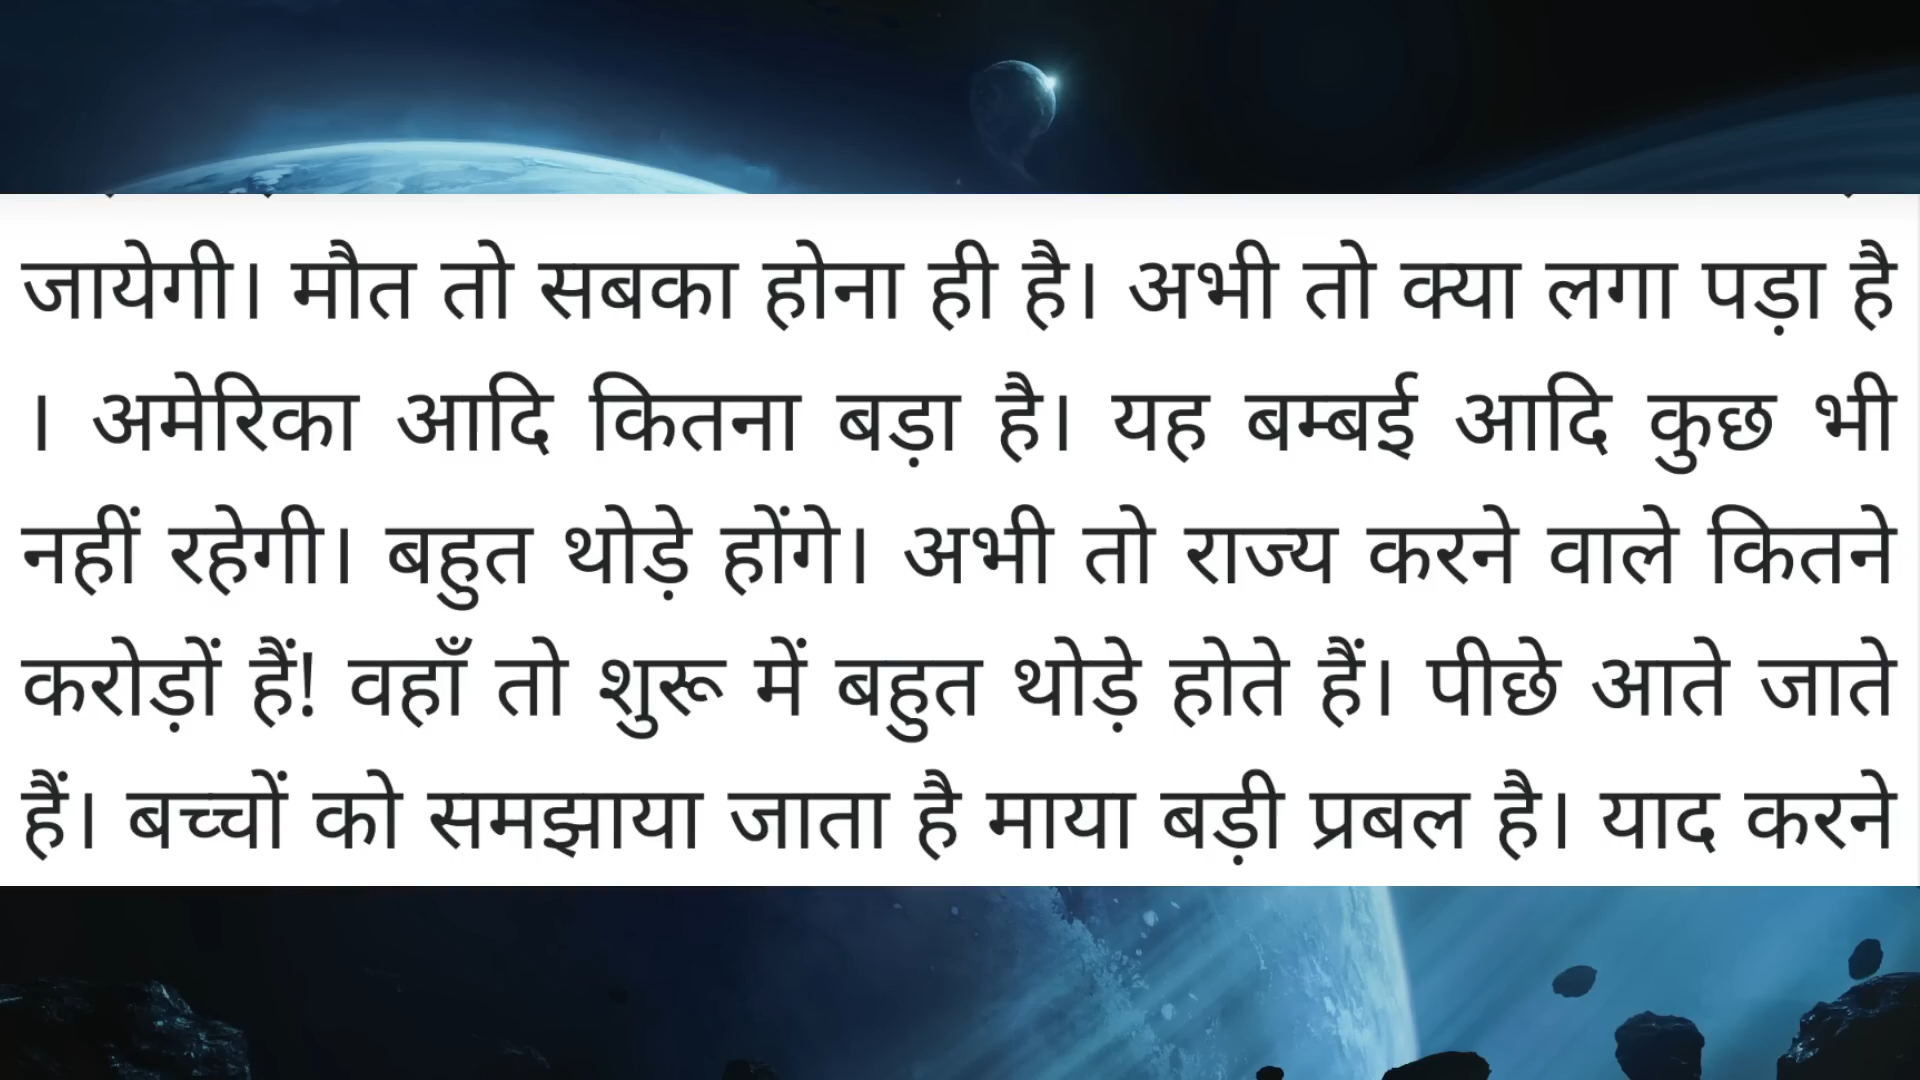 जायेगी। मौत तो सबका होना ही है। अभी तो क्या लगा पड़ा है
। अमेरिका आदि कितना बड़ा है। यह बम्बई आदि कुछ भी
नहीं रहेगी। बहुत थोड़े होंगे। अभी तो राज्य करने वाले कितने
करोड़ों हैं! वहाँ तो शुरू में बहुत थोड़े होते हैं। पीछे आते जाते
हैं। बच्चों को समझाया जाता है माया बड़ी प्रबल है। याद करने